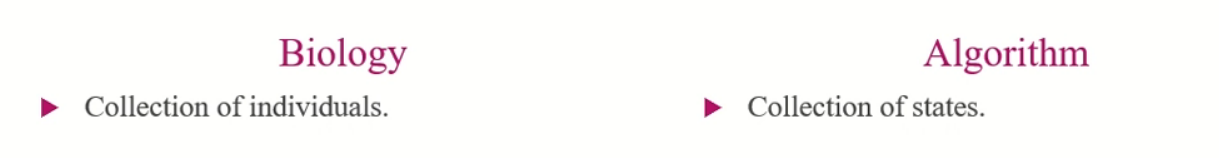 Biology
Collection of individuals.
Algorithm
Collection of states.